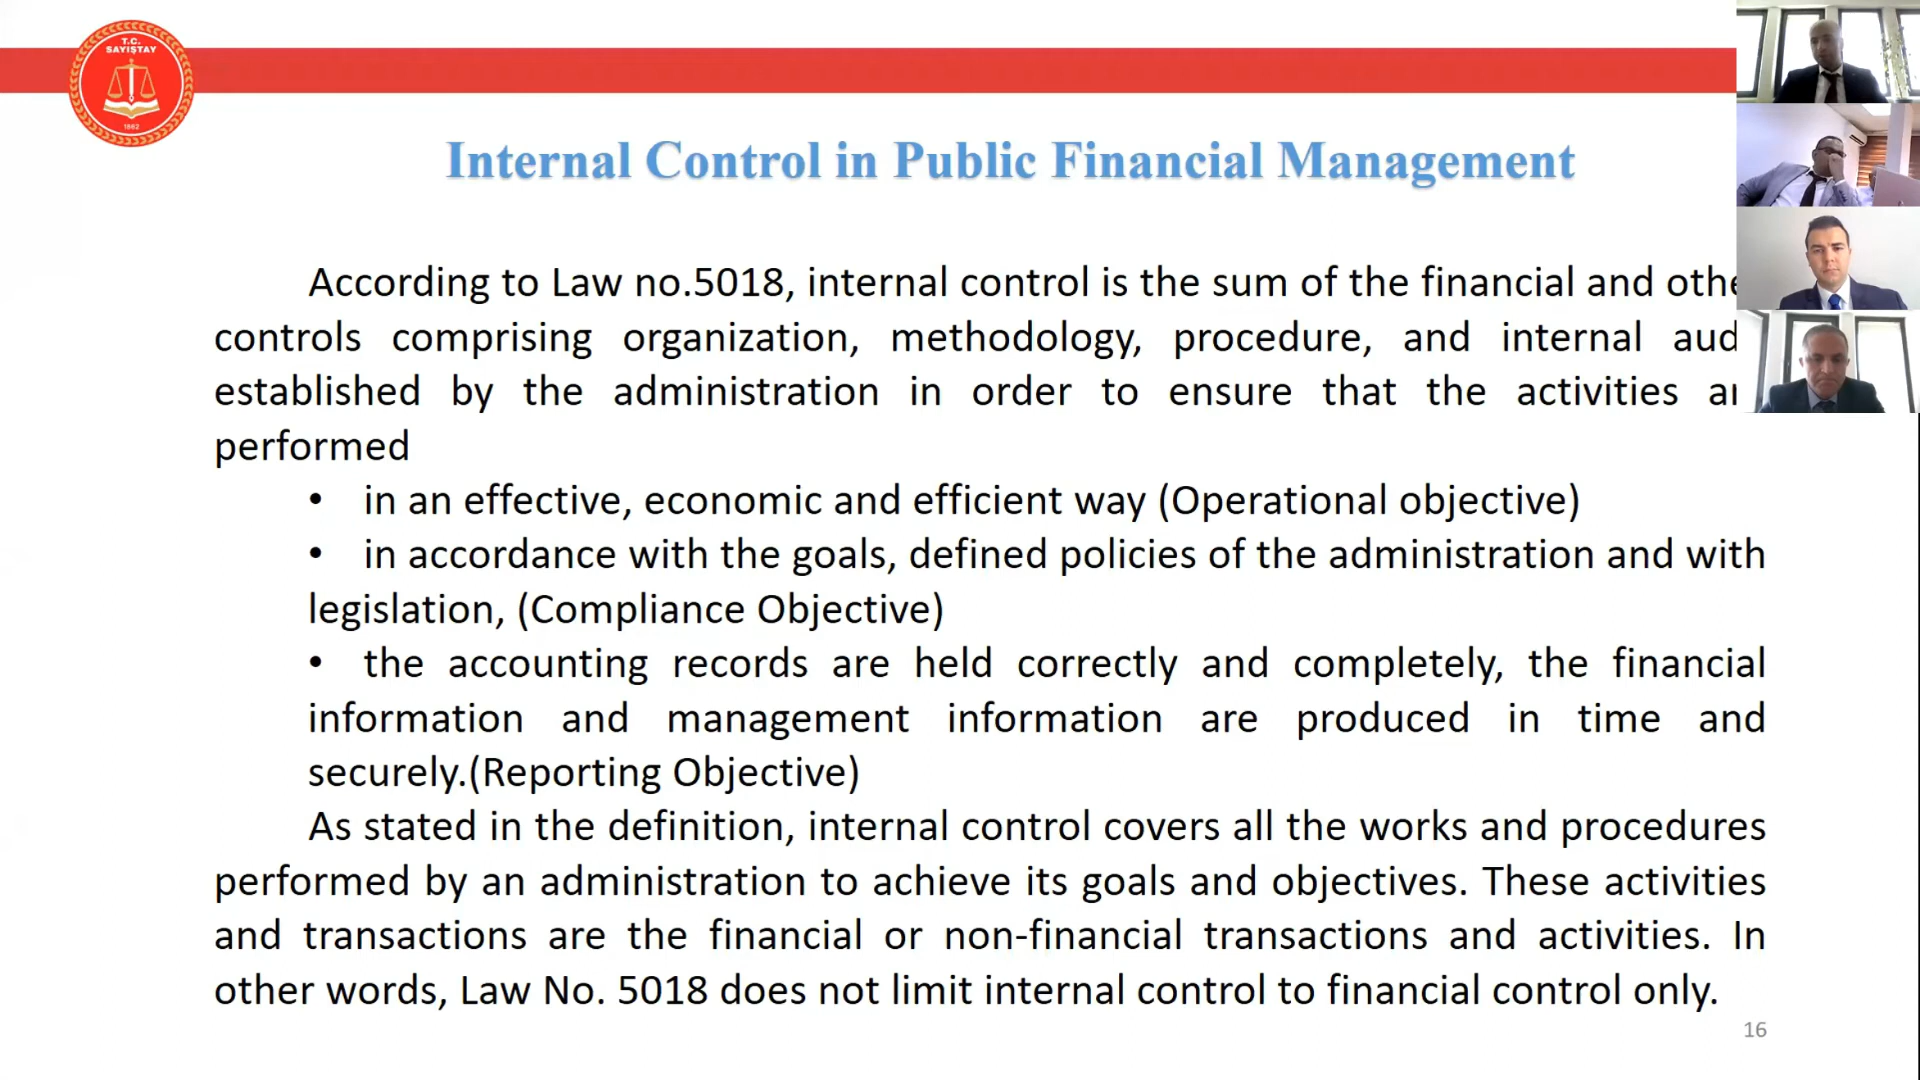 T.C.
SAYIŞTAY
1862
Internal Control in Public Financial Management
According to Law no.5018, internal control is the sum of the financial and
controls comprising organization, methodology, procedure, and internal
established by the administration in order to ensure that the activities
performed
• in an effective, economic and efficient way (Operational objective)
• in accordance with the goals, defined policies of the administration and with
legislation, (Compliance Objective)
• the accounting records are held correctly and completely, the financial
information and management information are produced in time and
securely.(Reporting Objective)
As stated in the definition, internal control covers all the works and procedures
performed by an administration to achieve its goals and objectives. These activities
and transactions are the financial or non-financial transactions and activities. In
other words, Law No. 5018 does not limit internal control to financial control only.
16